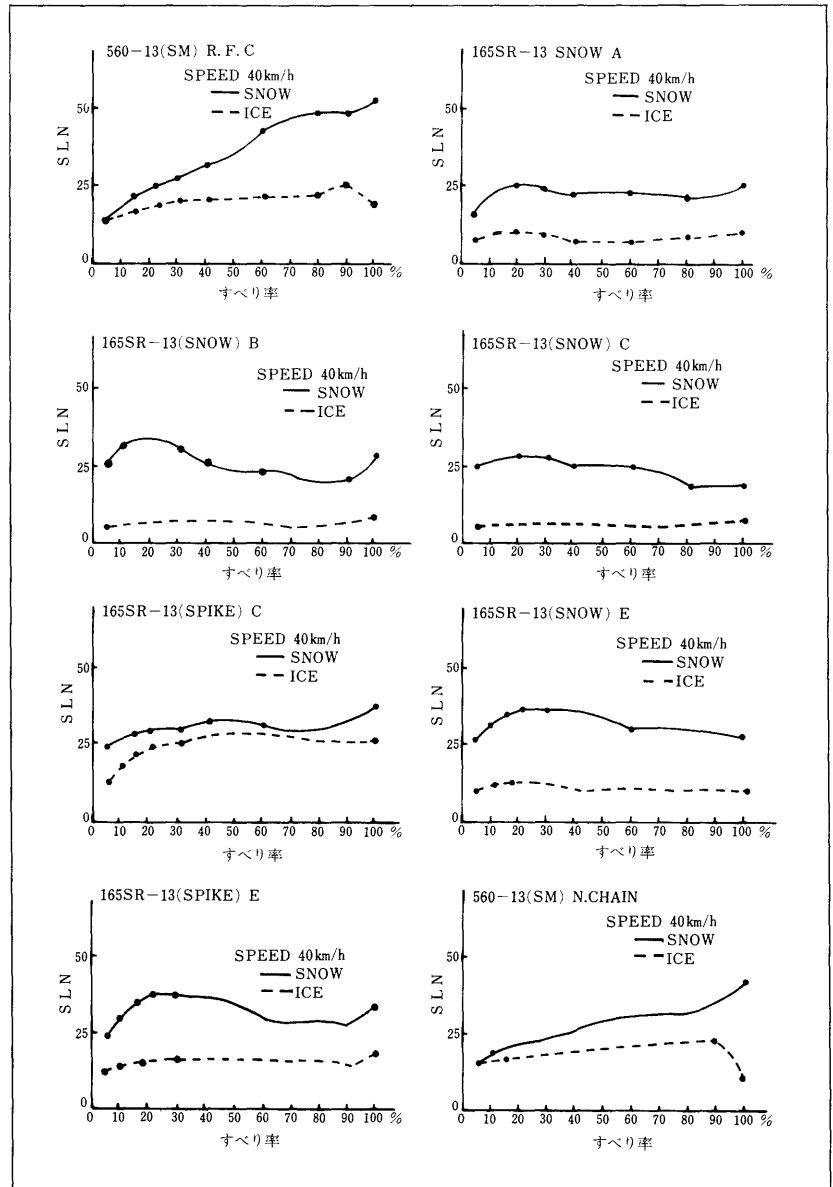 560-13(SM) R.F.C
SPEED 40km/h
SNOW
ICE
SLN
50
25
0
0 10 20 30 40 50 60 70 80 90 100 %
すべり率
165SR-13 SNOW A
SPEED 40km/h
SNOW
ICE
SLN
50
25
0
0 10 20 30 40 50 60 70 80 90 100 %
すべり率
165SR-13(SNOW) B
SPEED 40km/h
SNOW
ICE
SLN
50
25
0
0 10 20 30 40 50 60 70 80 90 100 %
すべり率
165SR-13(SNOW) C
SPEED 40km/h
SNOW
ICE
SLN
50
25
0
0 10 20 30 40 50 60 70 80 90 100 %
すべり率
165SR-13(SPIKE) C
SPEED 40km/h
SNOW
ICE
SLN
50
25
0
0 10 20 30 40 50 60 70 80 90 100 %
すべり率
165SR-13(SNOW) E
SPEED 40km/h
SNOW
ICE
SLN
50
25
0
0 10 20 30 40 50 60 70 80 90 100 %
すべり率
165SR-13(SPIKE) E
SPEED 40km/h
SNOW
ICE
SLN
50
25
0
0 10 20 30 40 50 60 70 80 90 100 %
すべり率
560-13(SM) N.CHAIN
SPEED 40km/h
SNOW
ICE
SLN
50
25
0
0 10 20 30 40 50 60 70 80 90 100 %
すべり率